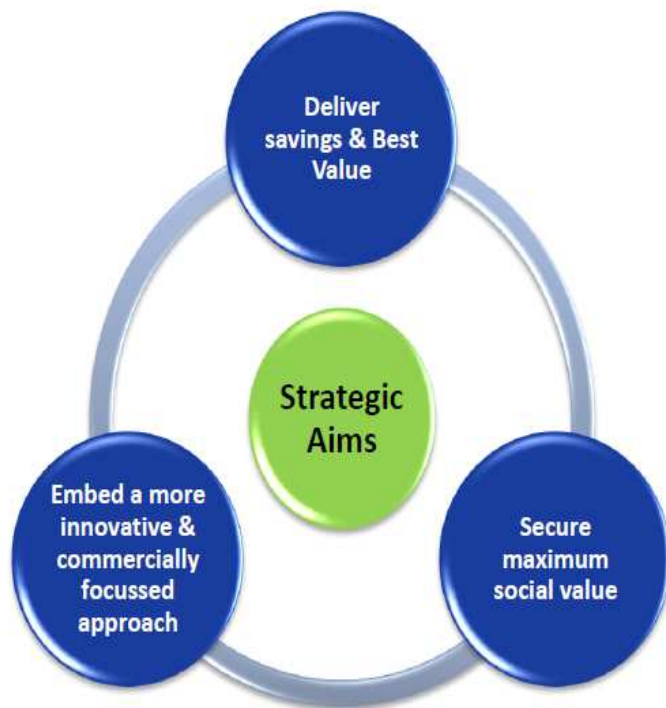 Deliver
savings & Best
Value
Strategic
Aims
Embed a more
innovative &
commercially
focussed
approach
Secure
maximum
social value